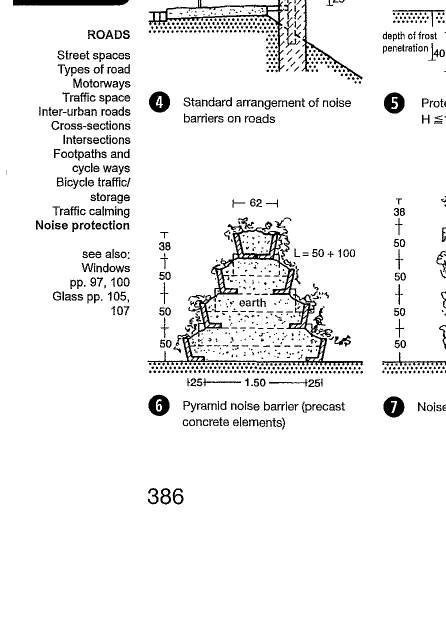 ROADS
Street spaces
Types of road
Motorways
Traffic space
Inter-urban roads
Cross-sections
Intersections
Footpaths and
cycle ways
Bicycle traffic/
storage
Traffic calming
Noise protection
see also:
Windows
pp. 97, 100
Glass pp. 105,
107
4 Standard arrangement of noise
barriers on roads
depth of frost
penetration
40
5 Prote
H ≦
62
38
50
50
50
L = 50 + 100
earth
25 1.50 25
6 Pyramid noise barrier (precast
concrete elements)
38
50
50
50
7 Noise
386